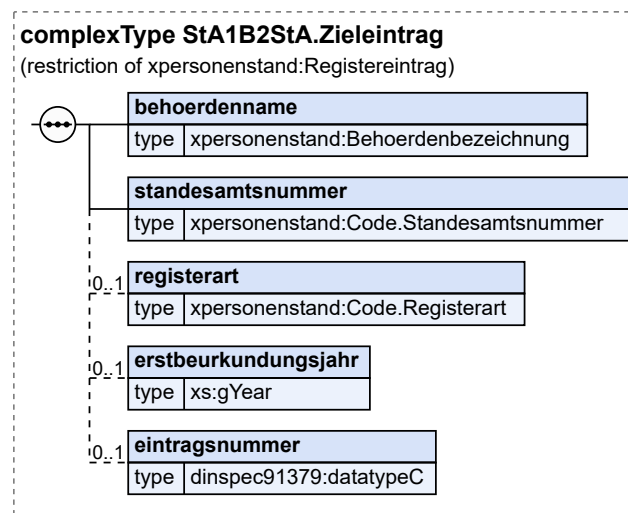 complexType StA1B2StA.Zieleintrag
(restriction of xpersonenstand:Registereintrag)
behoerdenname
type xpersonenstand:Behoerdenbezeichnung
standesamtsnummer
type xpersonenstand:Code.Standesamtsnummer
0..1 registerart
type xpersonenstand:Code.Registerart
0..1 erstbeurkundungsjahr
type xs:gYear
0..1 eintragsnummer
type dinspec91379:datatypeC